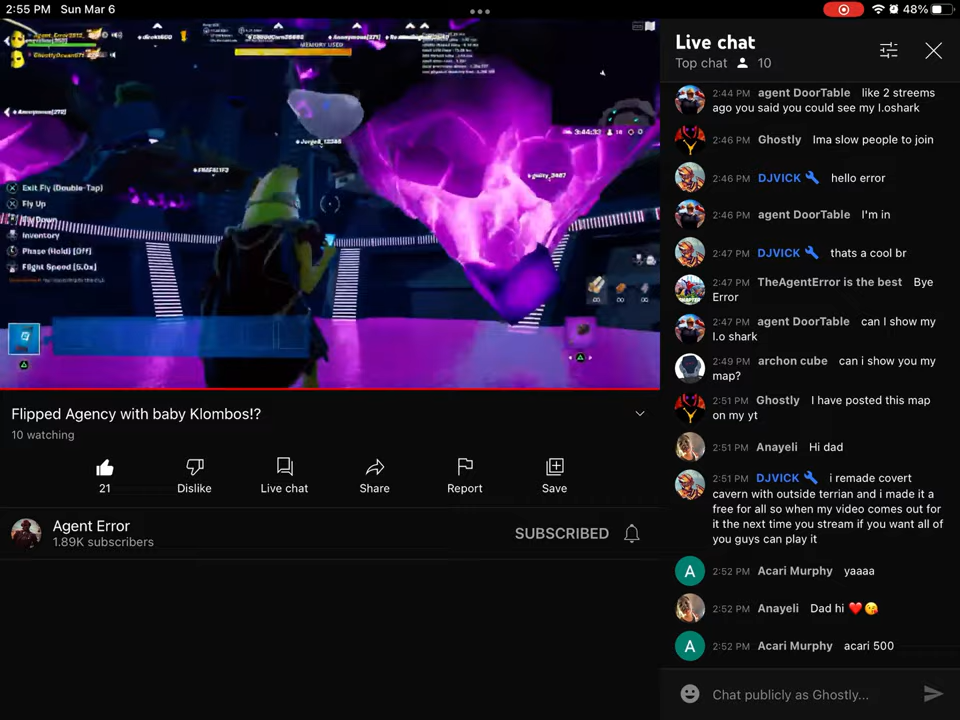 2:55 PM Sun Mar 6
48%
MEMORY USED
3:44:32
Exit Fly (Double-Tap)
Fly Up
Inventory
Phase (Hold) [Off]
Flight Speed [5.0x]
Flipped Agency with baby Klombos!?
10 watching
21
Dislike
Live chat
Share
Report
Save
Agent Error
1.89K subscribers
SUBSCRIBED
Live chat
Top chat 10
2:44 PM agent DoorTable like 2 streems
ago you said you could see my I.oshark
2:46 PM Ghostly Ima slow people to join
2:46 PM DJVICK hello error
2:46 PM agent DoorTable I'm in
2:47 PM DJVICK thats a cool br
2:47 PM TheAgentError is the best Bye
Error
2:47 PM agent DoorTable can I show my
I.o shark
2:49 PM archon cube can i show you my
map?
2:51 PM Ghostly I have posted this map
on my yt
2:51 PM Anayeli Hi dad
2:51 PM DJVICK i remade covert
cavern with outside terrian and i made it a
free for all so when my video comes out for
it the next time you stream if you want all of
you guys can play it
2:52 PM Acari Murphy yaaaa
2:52 PM Anayeli Dad hi ❤️😘
2:52 PM Acari Murphy acari 500
Chat publicly as Ghostly...